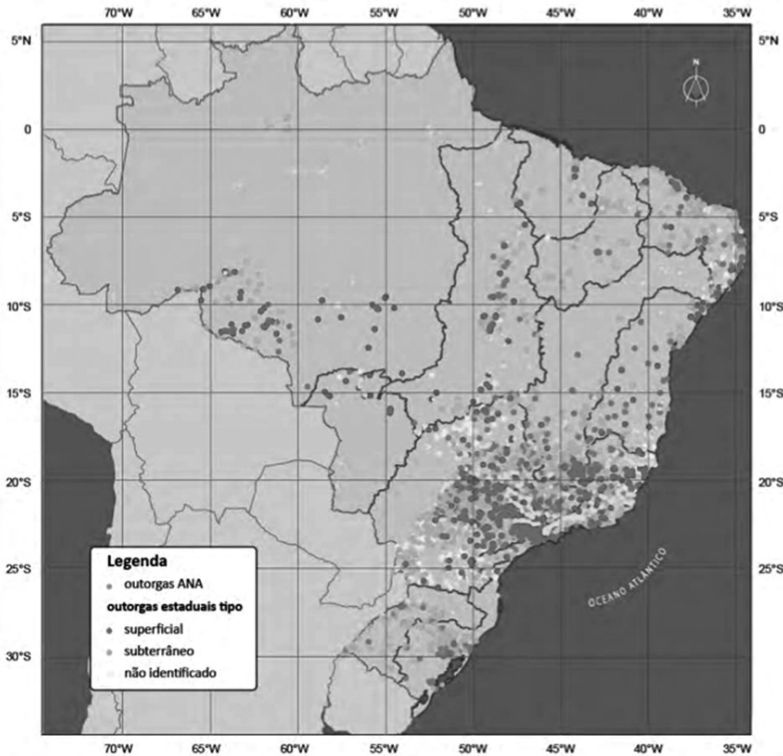 70°W 65°W 60°W 55°W 50°W 45°W 40°W 35°W
N
5°N 5°N
0 0
5°S 5°S
10°S 10°S
15°S 15°S
20°S 20°S
25°S 25°S
30°S 30°S
OCEANO ATLÂNTICO
Legenda
outorgas ANA
outorgas estaduais tipo
superficial
subterrâneo
não identificado
70°W 65°W 60°W 55°W 50°W 45°W 40°W 35°W